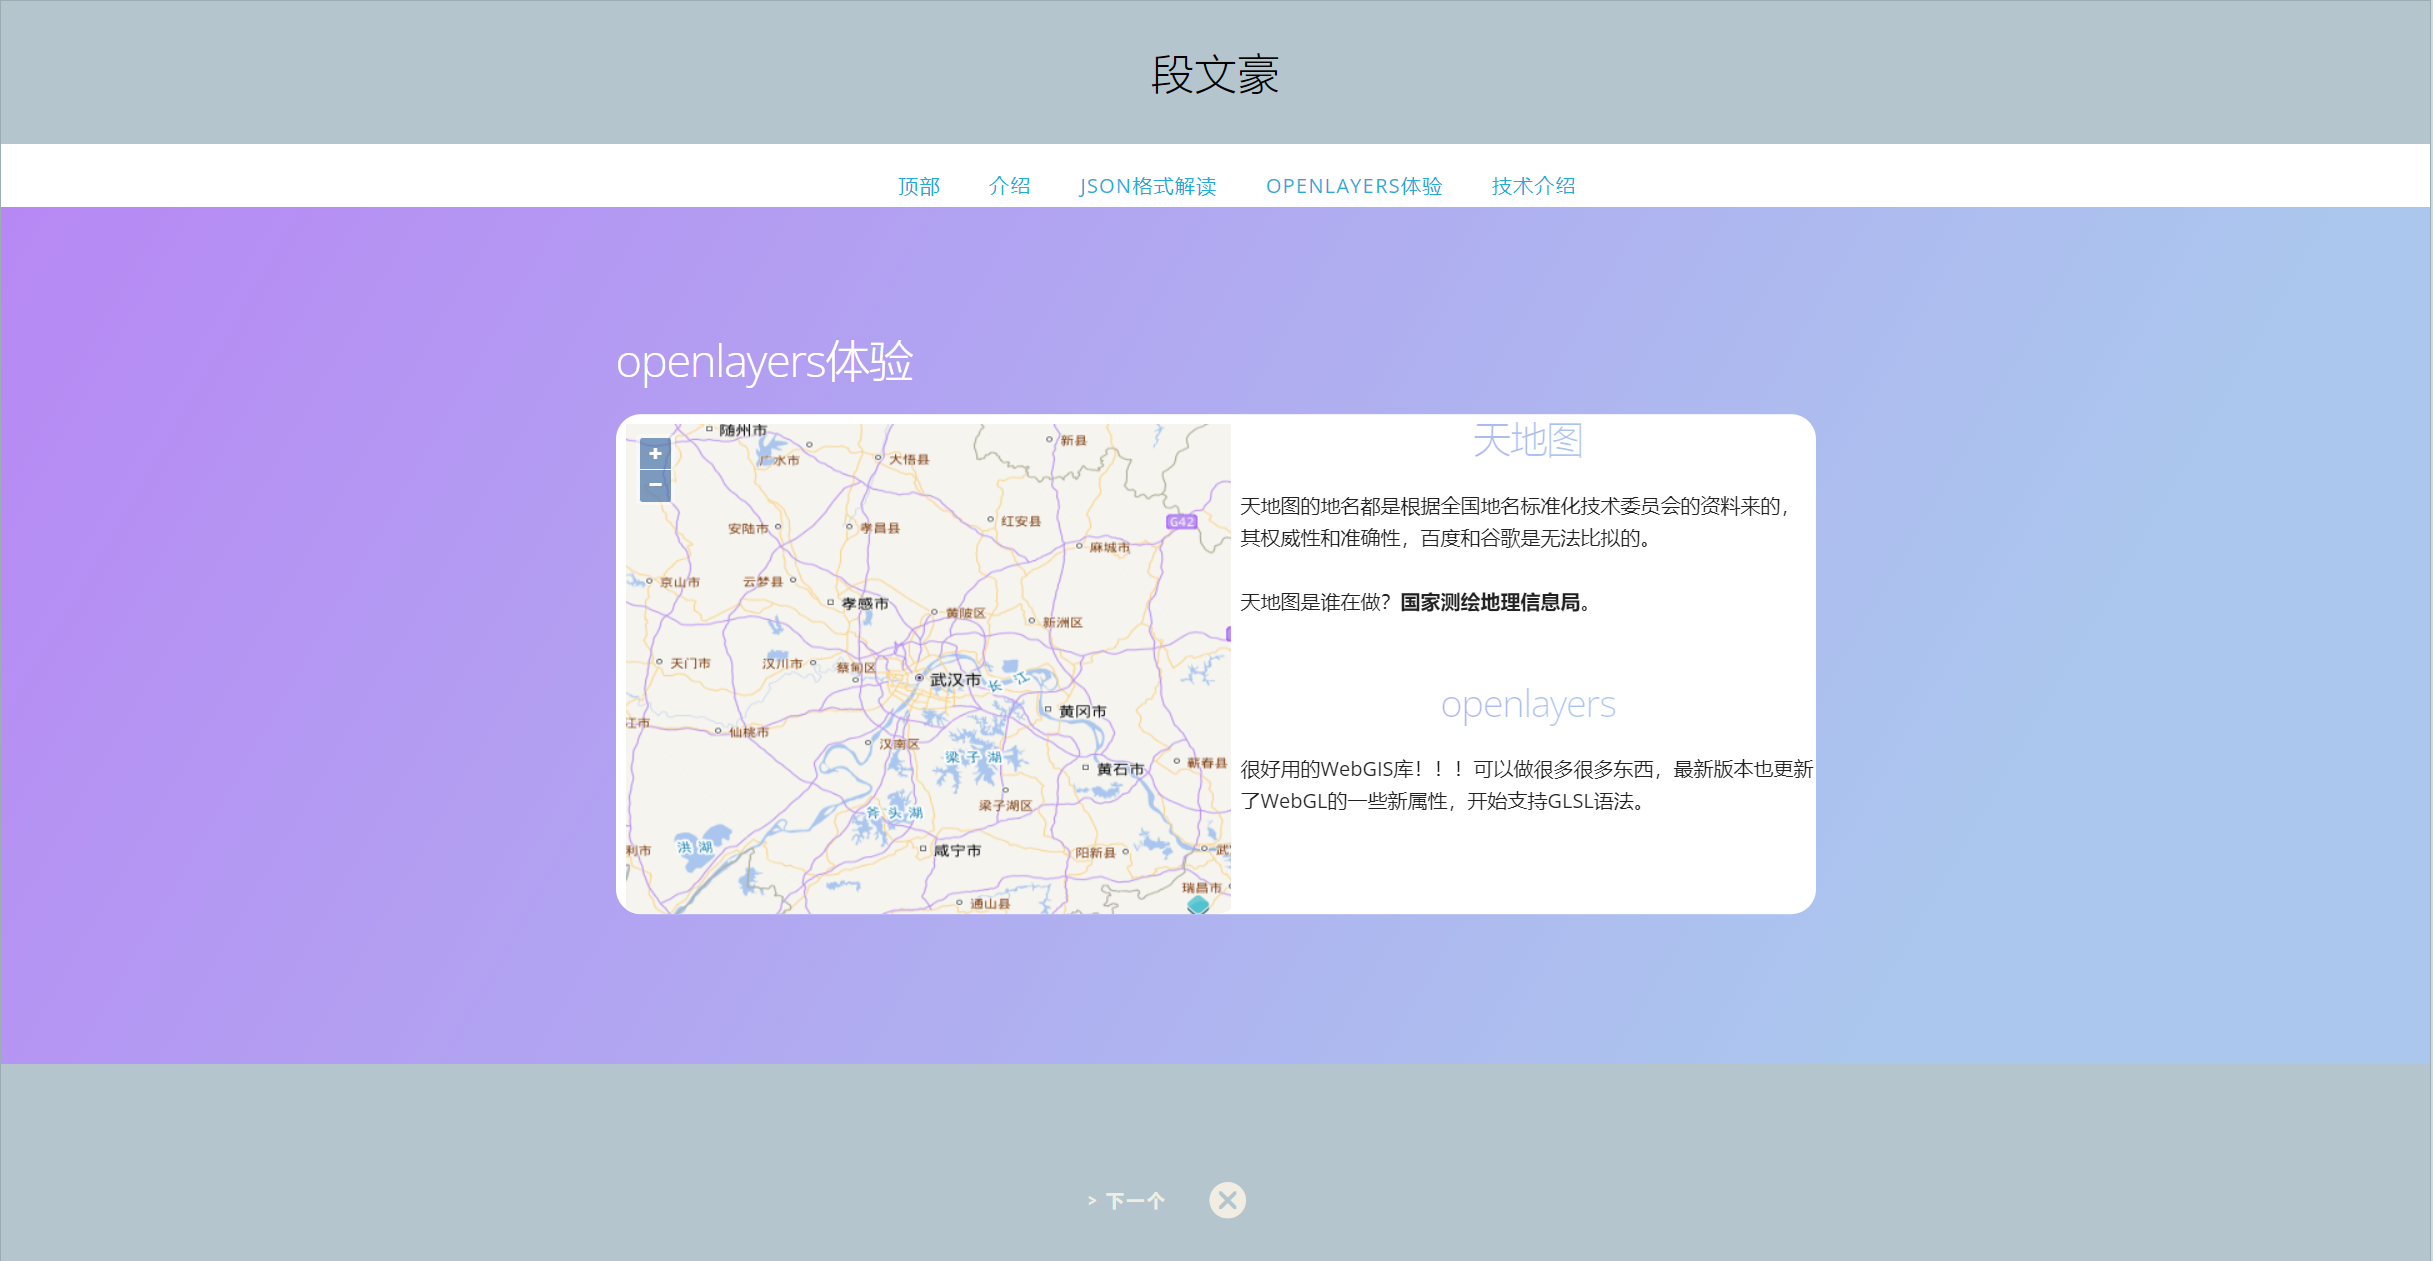 段文豪
顶部 介绍 JSON格式解读 OPENLAYERS体验 技术介绍
openlayers体验
+
−
随州市
新县
广水市
大悟县
安陆市
孝昌县
红安县
G42
麻城市
京山市
云梦县
孝感市
黄陂区
新洲区
天门市
汉川市
蔡甸区
武汉市
长江
黄冈市
江市
仙桃市
汉南区
梁子湖
黄石市
蕲春县
梁子湖区
斧头湖
洪湖
利市
咸宁市
阳新县
武
瑞昌市
通山县
天地图
天地图的地名都是根据全国地名标准化技术委员会的资料来的，
其权威性和准确性，百度和谷歌是无法比拟的。
天地图是谁在做？国家测绘地理信息局。
openlayers
很好用的WebGIS库！！！可以做很多很多东西，最新版本也更新
了WebGL的一些新属性，开始支持GLSL语法。
> 下一个